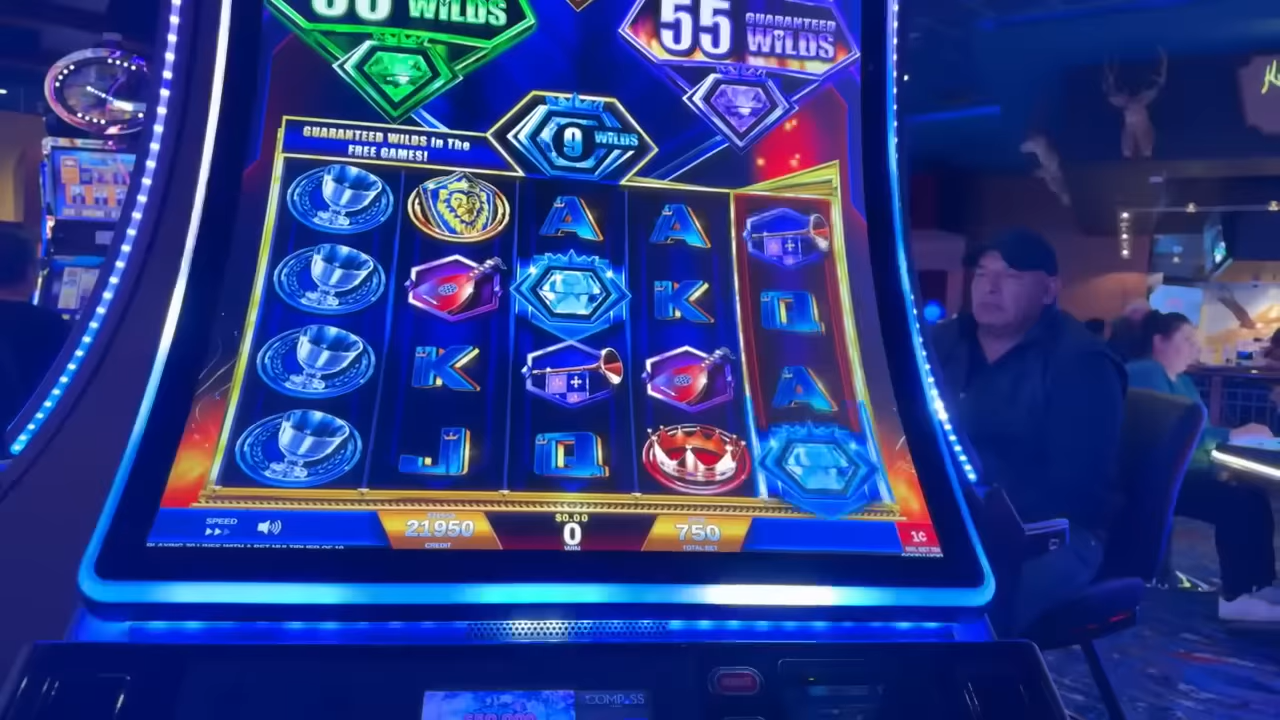 WILDS
55 GUARANTEED
WILDS
GUARANTEED WILDS In The
FREE GAMES!
9 WILDS
A
A
K
Q
K
A
J
Q
SPEED
21950
CREDIT
$0.00
0
WIN
750
TOTAL BET
1¢
COMPASS